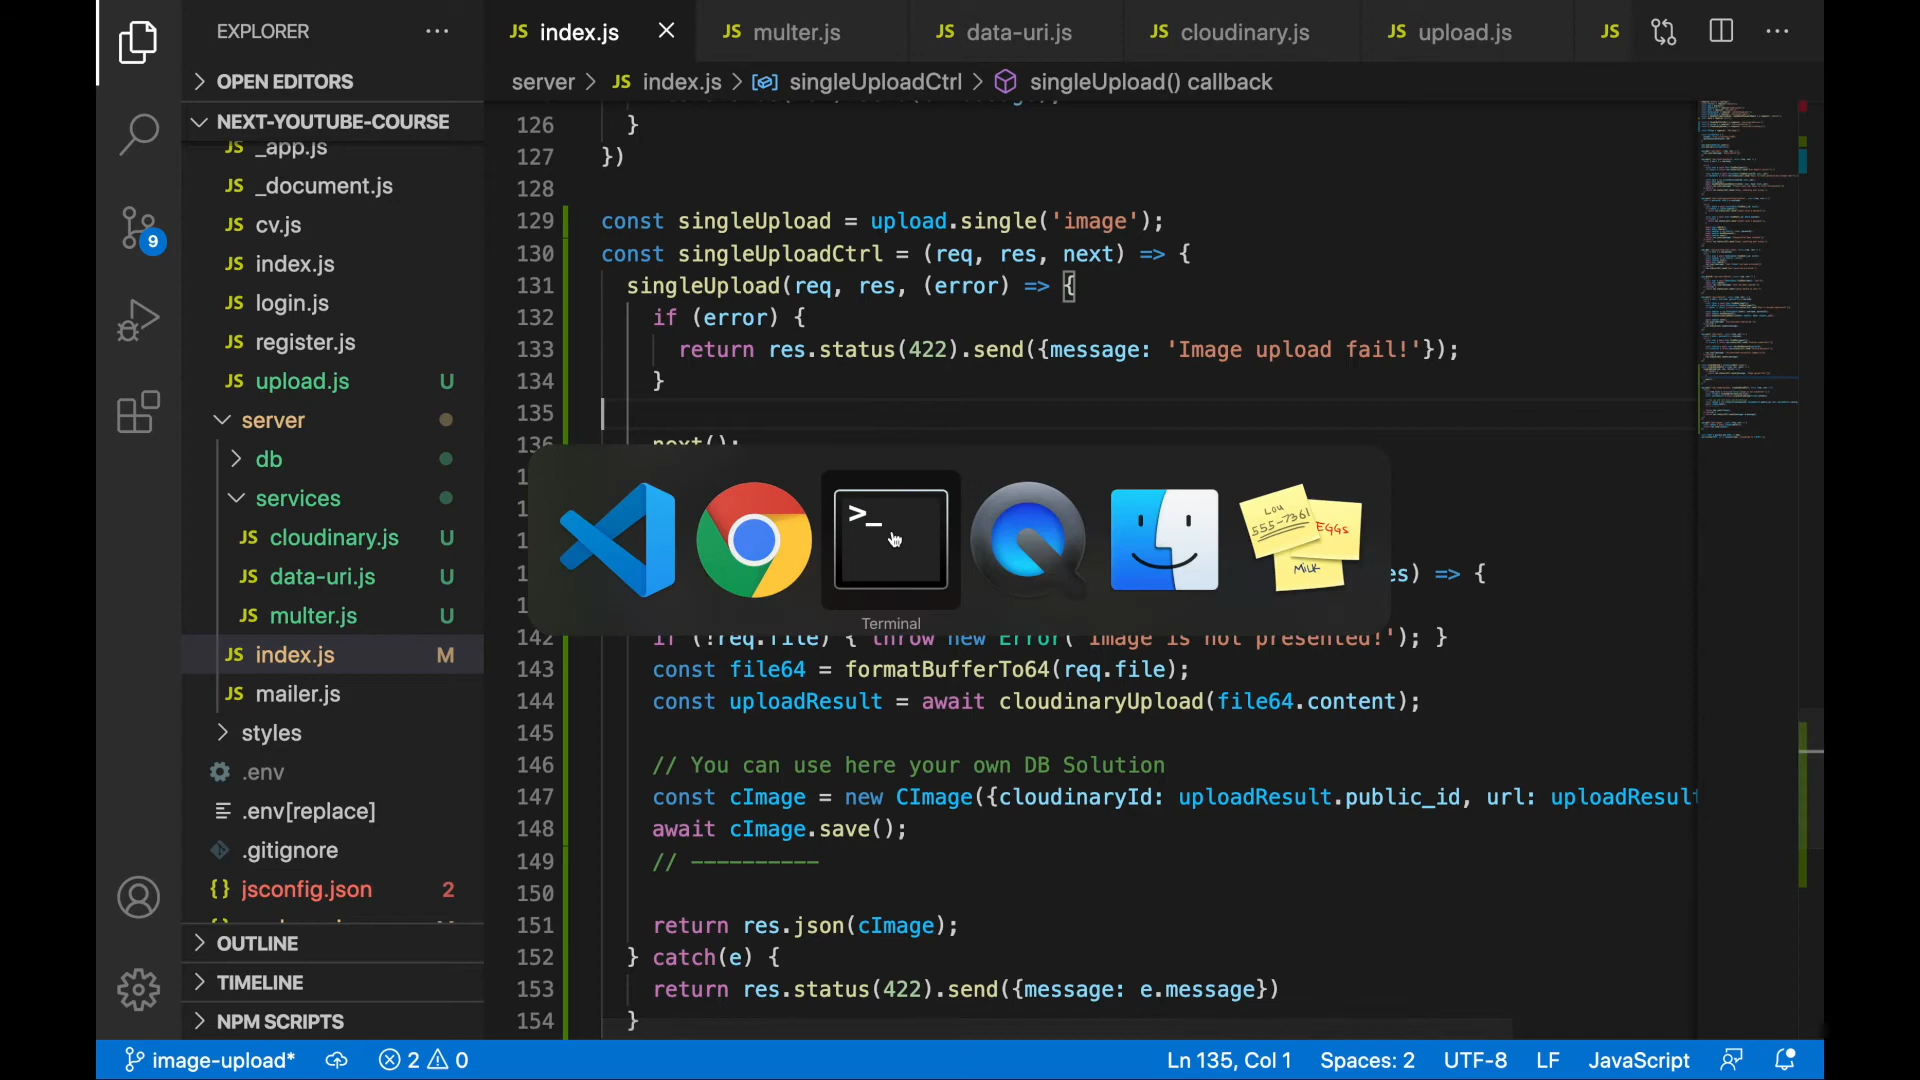 EXPLORER
OPEN EDITORS
NEXT-YOUTUBE-COURSE
JS _app.js
JS _document.js
JS cv.js
JS index.js
JS login.js
JS register.js
JS upload.js U
server
db
services
JS cloudinary.js U
JS data-uri.js U
JS multer.js U
JS index.js M
JS mailer.js
styles
.env
.env[replace]
.gitignore
{} jsconfig.json 2
OUTLINE
TIMELINE
NPM SCRIPTS
9
JS index.js
JS multer.js
JS data-uri.js
JS cloudinary.js
JS upload.js
JS
server > JS index.js > singleUploadCtrl > singleUpload() callback
126 }
127 })
128
129 const singleUpload = upload.single('image');
130 const singleUploadCtrl = (req, res, next) => {
131 singleUpload(req, res, (error) => {
132 if (error) {
133 return res.status(422).send({message: 'Image upload fail!'});
134 }
135
136 next();
es) => {
142 if (!req.file) { throw new Error('Image is not presented!'); }
143 const file64 = formatBufferTo64(req.file);
144 const uploadResult = await cloudinaryUpload(file64.content);
145
146 // You can use here your own DB Solution
147 const cImage = new CImage({cloudinaryId: uploadResult.public_id, url: uploadResult
148 await cImage.save();
149 // ----------
150
151 return res.json(cImage);
152 } catch(e) {
153 return res.status(422).send({message: e.message})
154 }
>_
Lou
555-7361
EGGS
MILK
Terminal
image-upload*
2 0
Ln 135, Col 1
Spaces: 2
UTF-8
LF
JavaScript